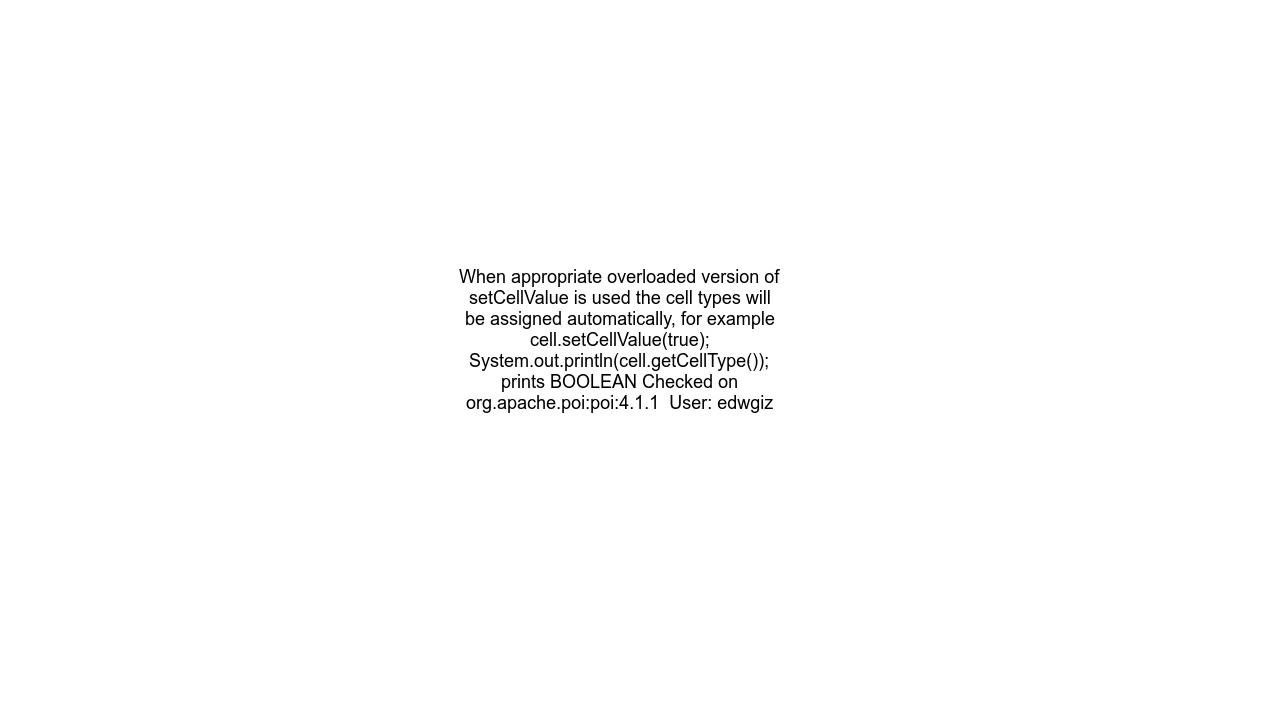 When appropriate overloaded version of
setCellValue is used the cell types will
be assigned automatically, for example
cell.setCellValue(true);
System.out.println(cell.getCellType());
prints BOOLEAN Checked on
org.apache.poi:poi:4.1.1  User: edwgiz